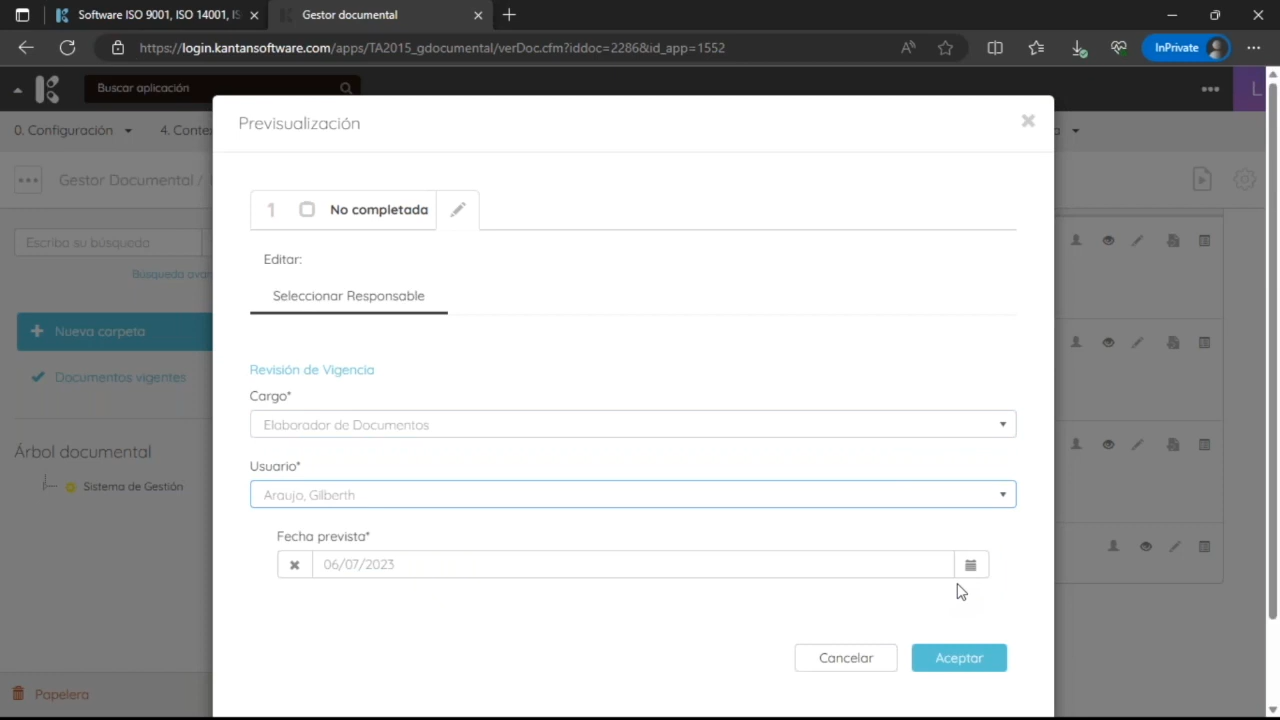 Software ISO 9001, ISO 14001, IS
Gestor documental
https://login.kantansoftware.com/apps/TA2015_gdocumental/verDoc.cfm?iddoc=2286&id_app=1552
InPrivate
Buscar aplicación
L
0. Configuración
4. Conte
a
Gestor Documental /
Escriba su búsqueda
Búsqueda avan
Nueva carpeta
Documentos vigentes
Árbol documental
Sistema de Gestión
Papelera
Previsualización
1 No completada
Editar:
Seleccionar Responsable
Revisión de Vigencia
Cargo*
Elaborador de Documentos
Usuario*
Araujo, Gilberth
Fecha prevista*
06/07/2023
Cancelar
Aceptar